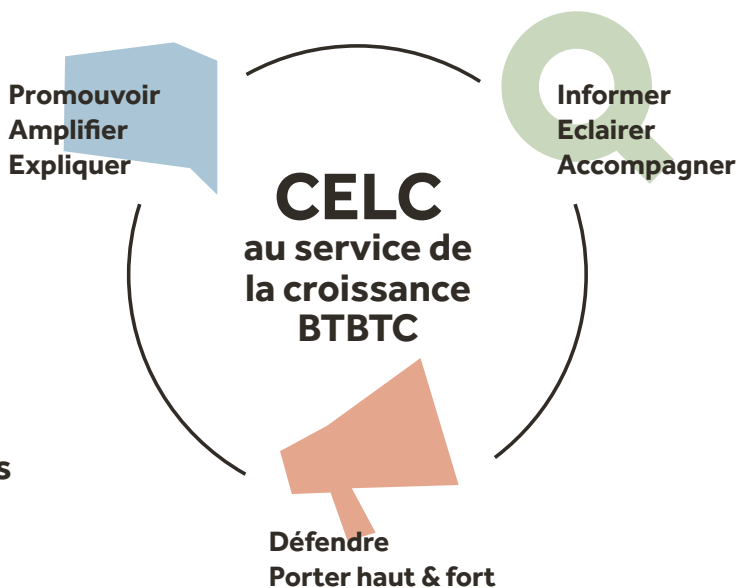 Promouvoir
Amplifier
Expliquer
Informer
Eclairer
Accompagner
CELC
au service de
la croissance
BTBTC
s
Défendre
Porter haut & fort